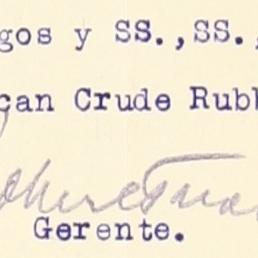 gos y SS.,SS.,
can Crude Rubb
Gerente.